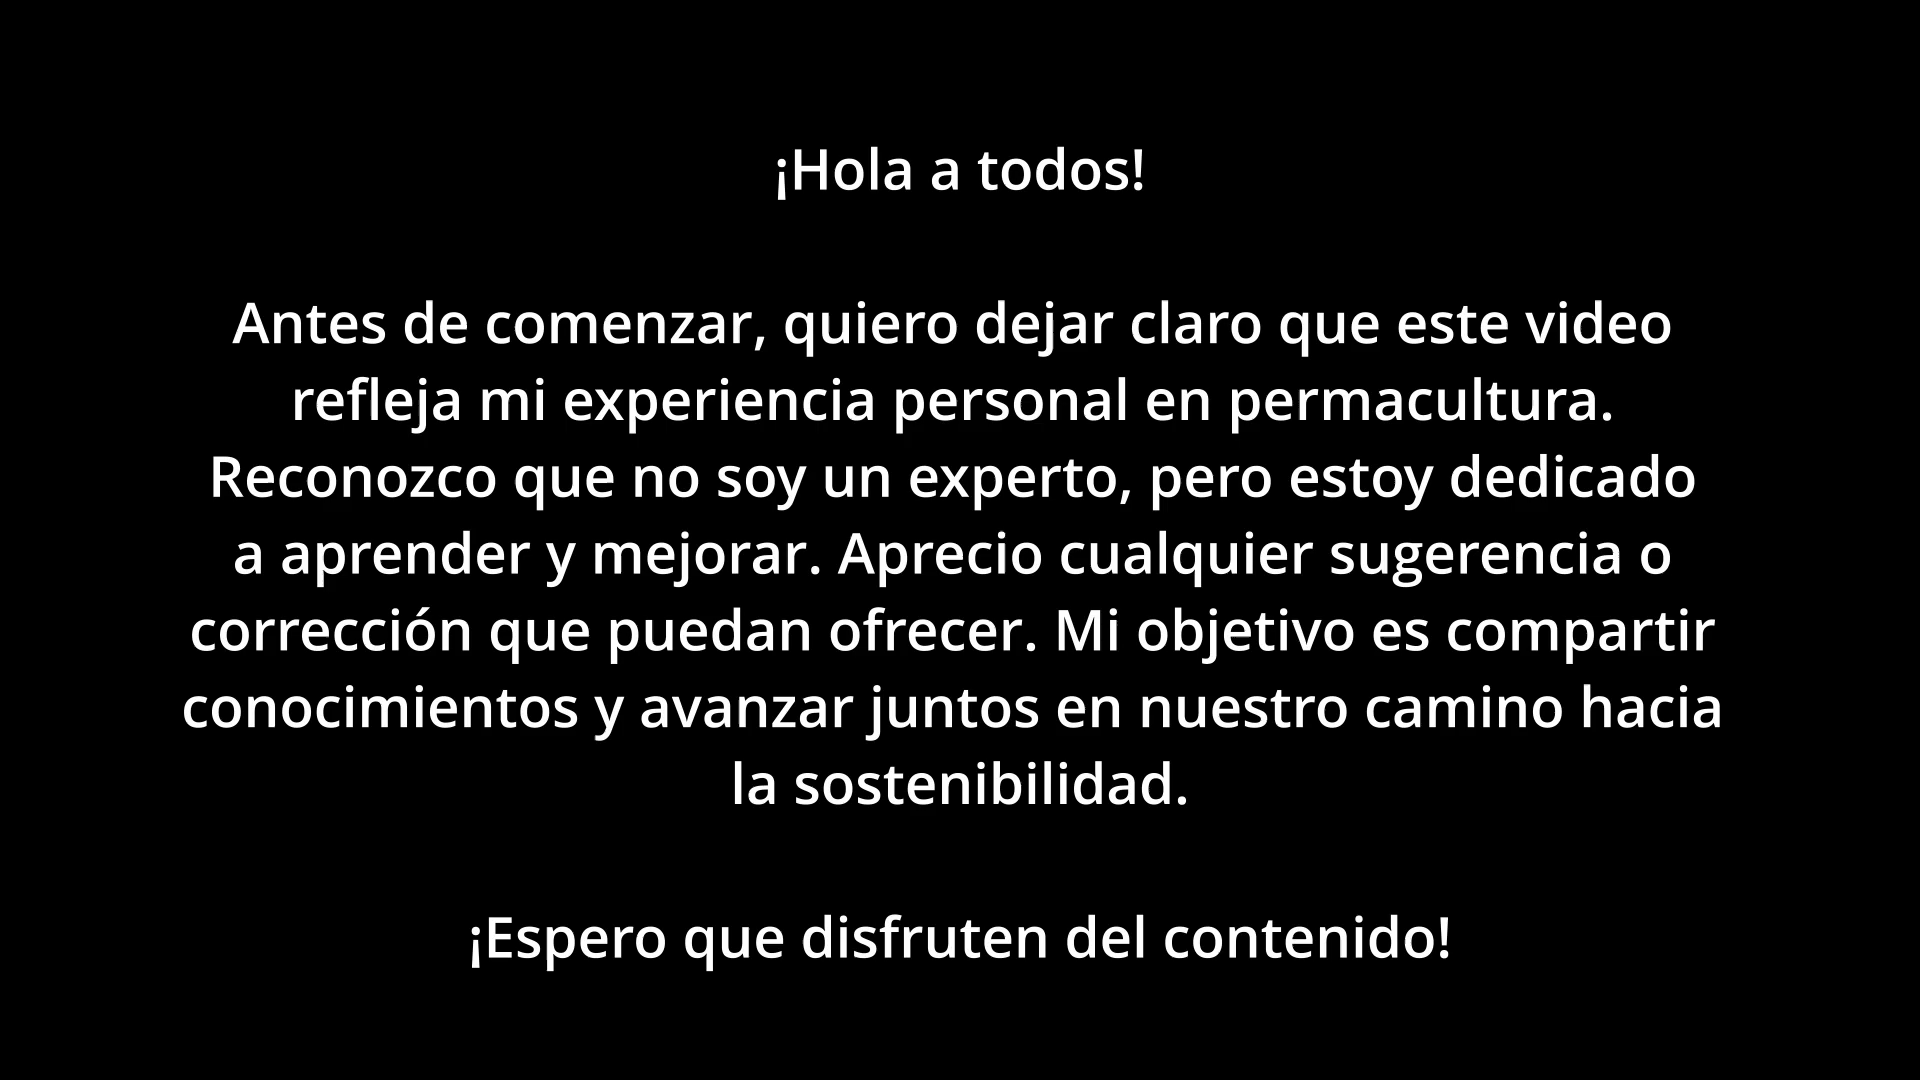 ¡Hola a todos!
Antes de comenzar, quiero dejar claro que este video
refleja mi experiencia personal en permacultura.
Reconozco que no soy un experto, pero estoy dedicado
a aprender y mejorar. Aprecio cualquier sugerencia o
corrección que puedan ofrecer. Mi objetivo es compartir
conocimientos y avanzar juntos en nuestro camino hacia
la sostenibilidad.
¡Espero que disfruten del contenido!